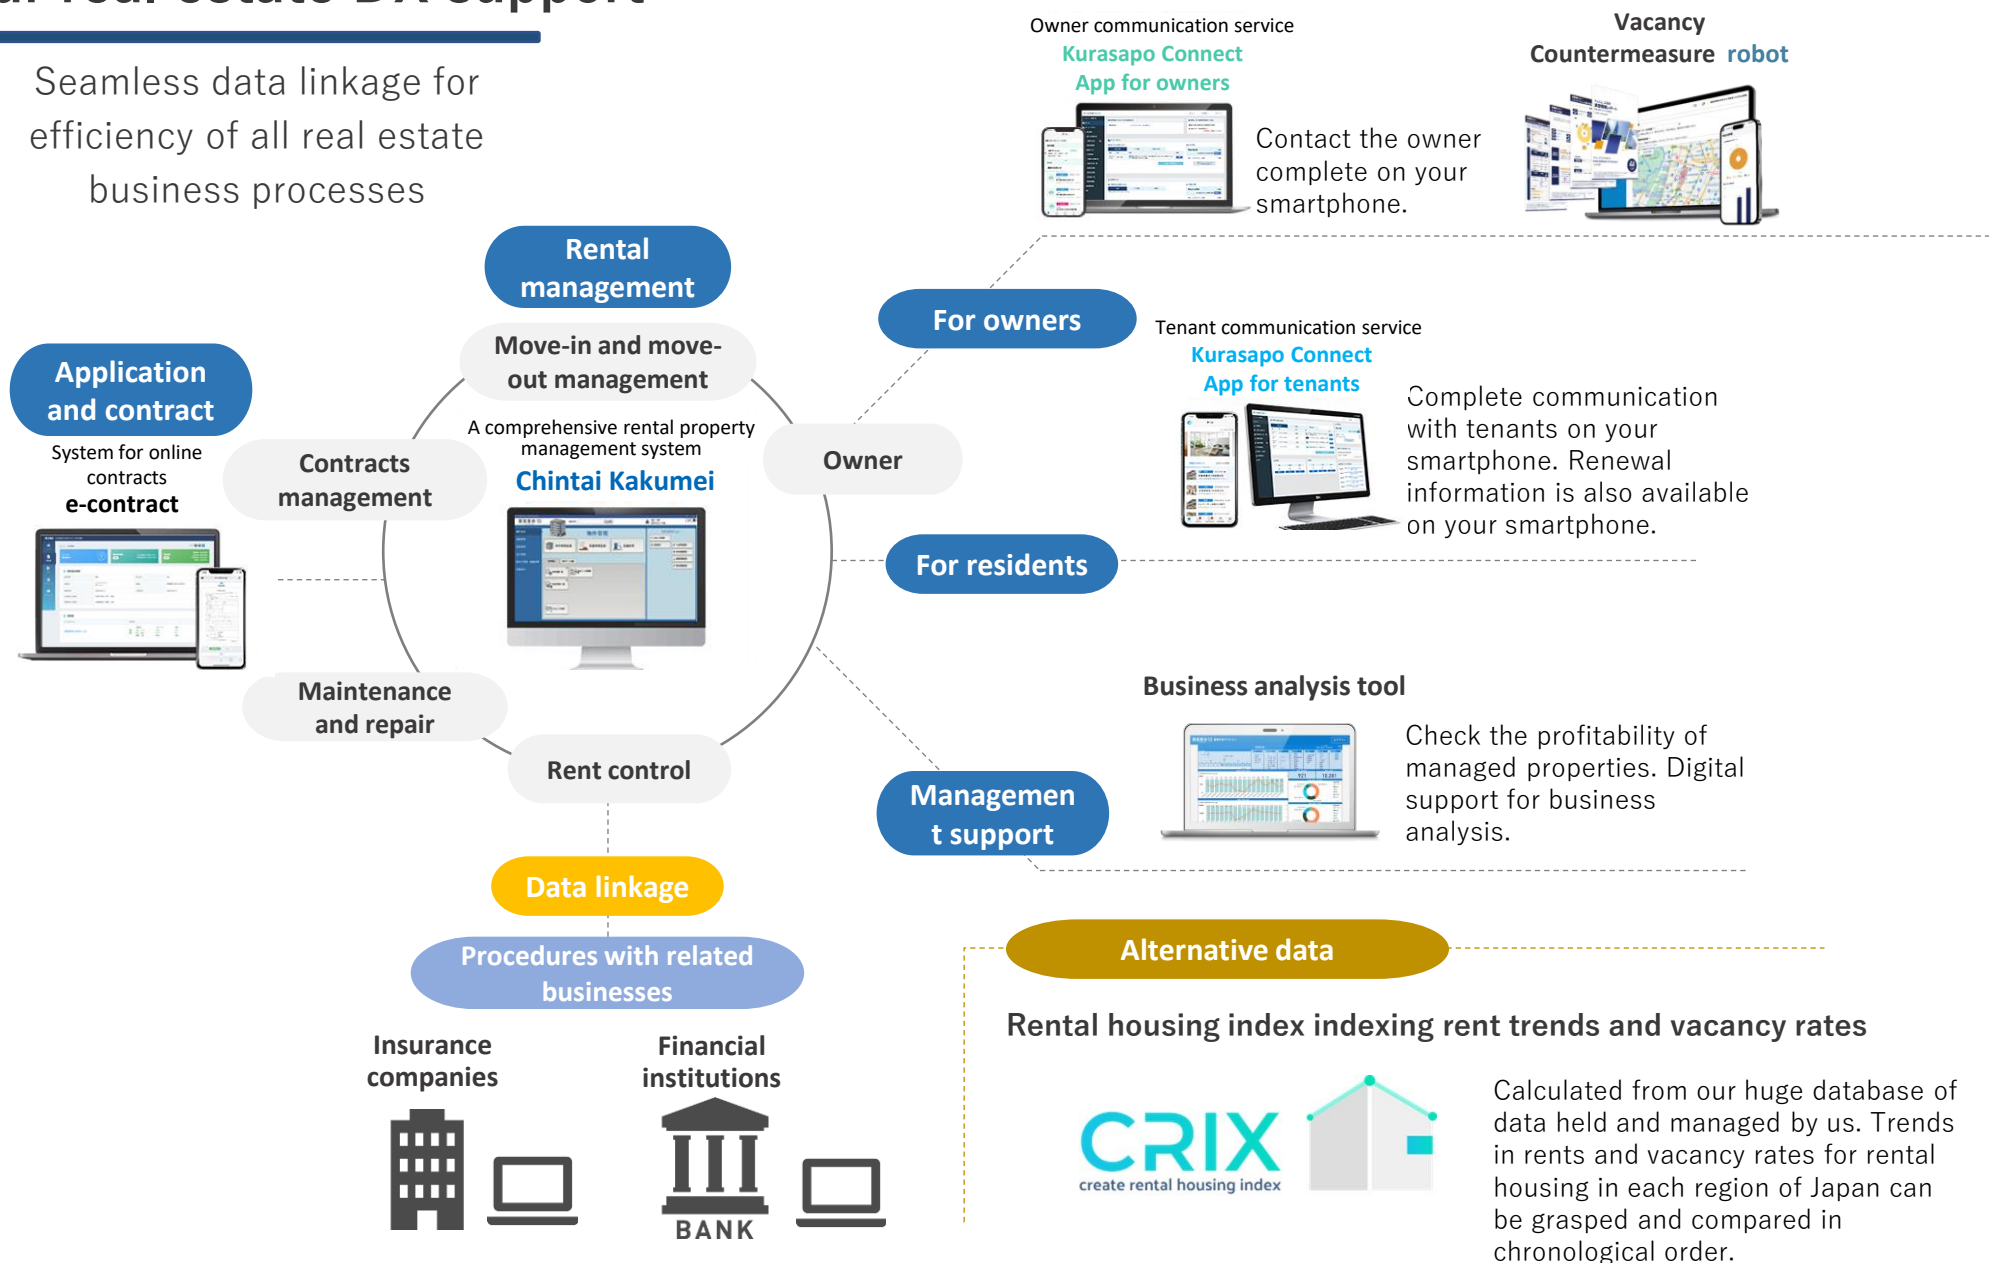 real estate DX support
Seamless data linkage for
efficiency of all real estate
business processes
Owner communication service
Kurasapo Connect
App for owners
Contact the owner
complete on your
smartphone.
Vacancy
Countermeasure robot
Rental
management
For owners
Move-in and move-
out management
Application
and contract
System for online
contracts
e-contract
Contracts
management
A comprehensive rental property
management system
Chintai Kakumei
Owner
Tenant communication service
Kurasapo Connect
App for tenants
Complete communication
with tenants on your
smartphone. Renewal
information is also available
on your smartphone.
For residents
Maintenance
and repair
Rent control
Business analysis tool
Check the profitability of
managed properties. Digital
support for business
analysis.
Managemen
t support
Data linkage
Procedures with related
businesses
Insurance
companies
Financial
institutions
BANK
Alternative data
Rental housing index indexing rent trends and vacancy rates
CRIX
create rental housing index
Calculated from our huge database of
data held and managed by us. Trends
in rents and vacancy rates for rental
housing in each region of Japan can
be grasped and compared in
chronological order.